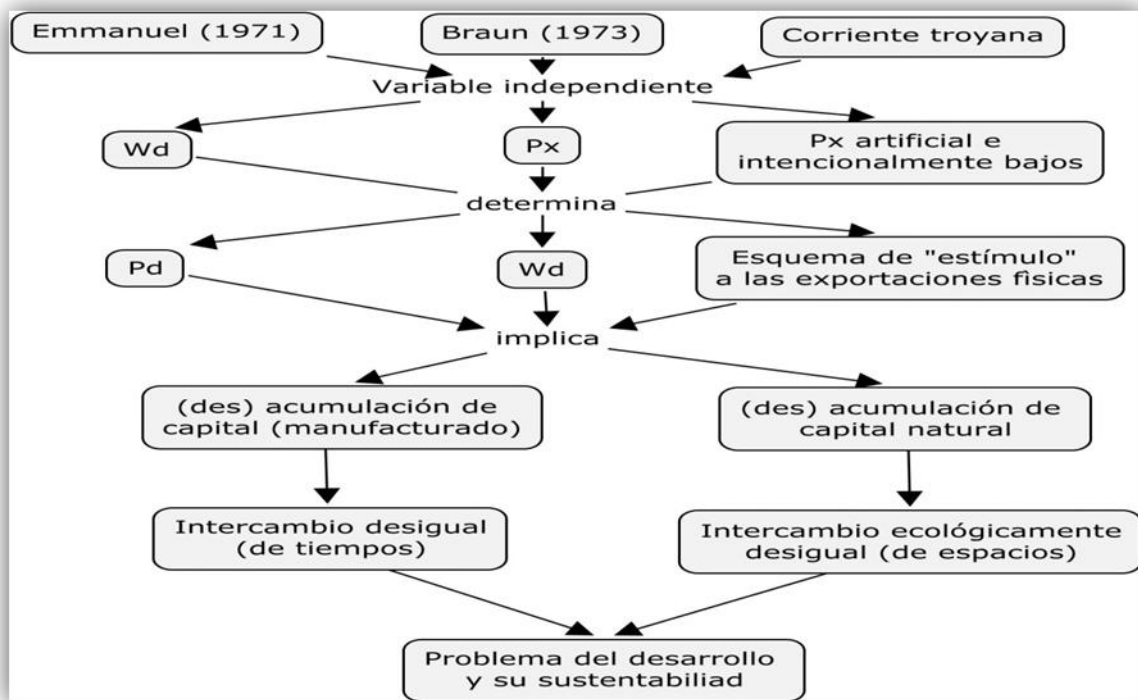 Emmanuel (1971)
Braun (1973)
Corriente troyana
Variable independiente
Wd
Px
Px artificial e
intencionalmente bajos
determina
Pd
Wd
Esquema de "estímulo"
a las exportaciones fìsicas
implica
(des) acumulación de
capital (manufacturado)
(des) acumulación de
capital natural
Intercambio desigual
(de tiempos)
Intercambio ecológicamente
desigual (de espacios)
Problema del desarrollo
y su sustentabiliad